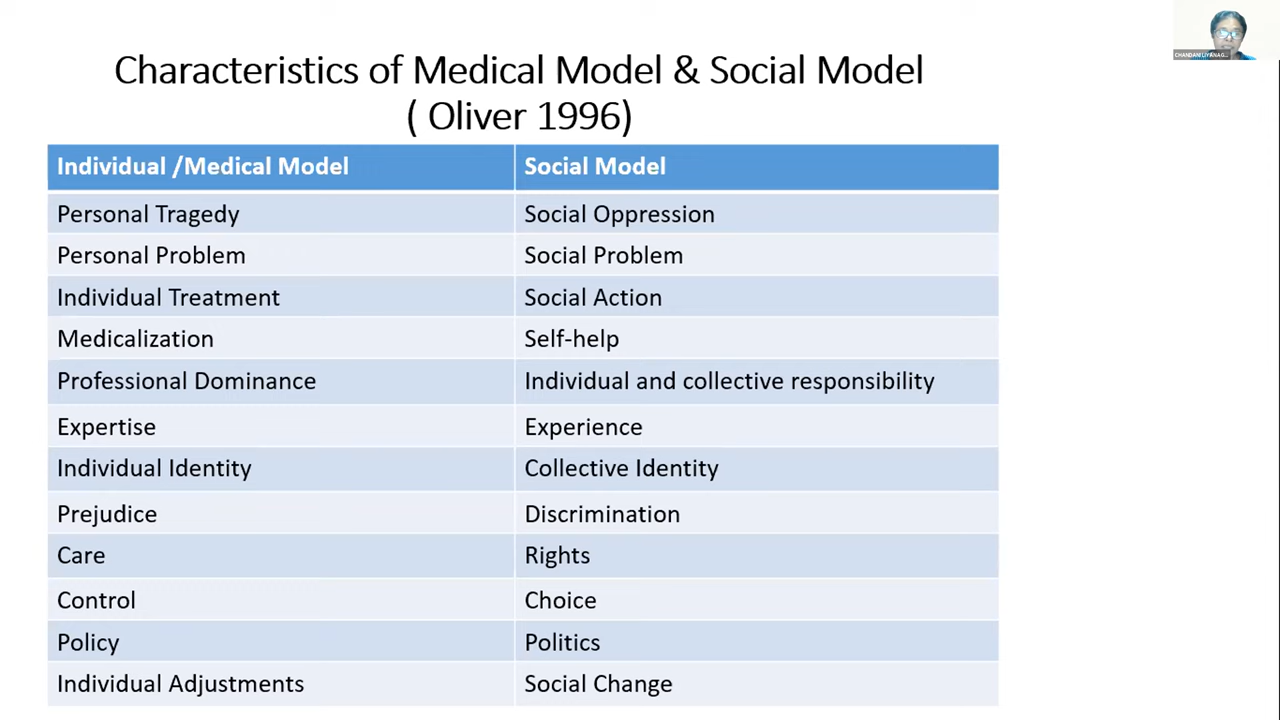 Characteristics of Medical Model & Social Model
( Oliver 1996)
Individual /Medical Model Social Model
Personal Tragedy Social Oppression
Personal Problem Social Problem
Individual Treatment Social Action
Medicalization Self-help
Professional Dominance Individual and collective responsibility
Expertise Experience
Individual Identity Collective Identity
Prejudice Discrimination
Care Rights
Control Choice
Policy Politics
Individual Adjustments Social Change